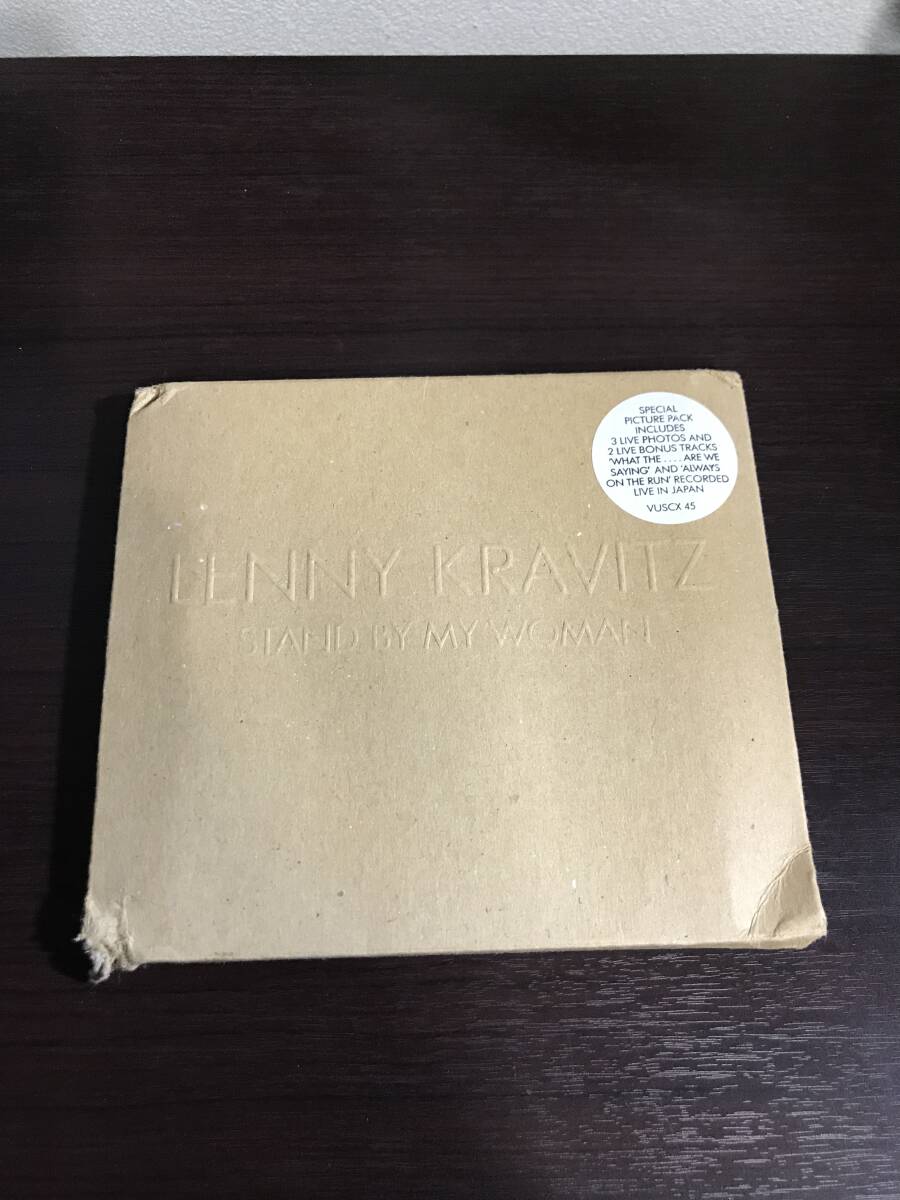 SPECIAL
PICTURE PACK
INCLUDES
3 LIVE PHOTOS AND
2 LIVE BONUS TRACKS
'WHAT THE .... ARE WE
SAYING' AND 'ALWAYS
ON THE RUN' RECORDED
LIVE IN JAPAN
VUSCX 45
LENNY KRAVITZ
STAND BY MY WOMAN